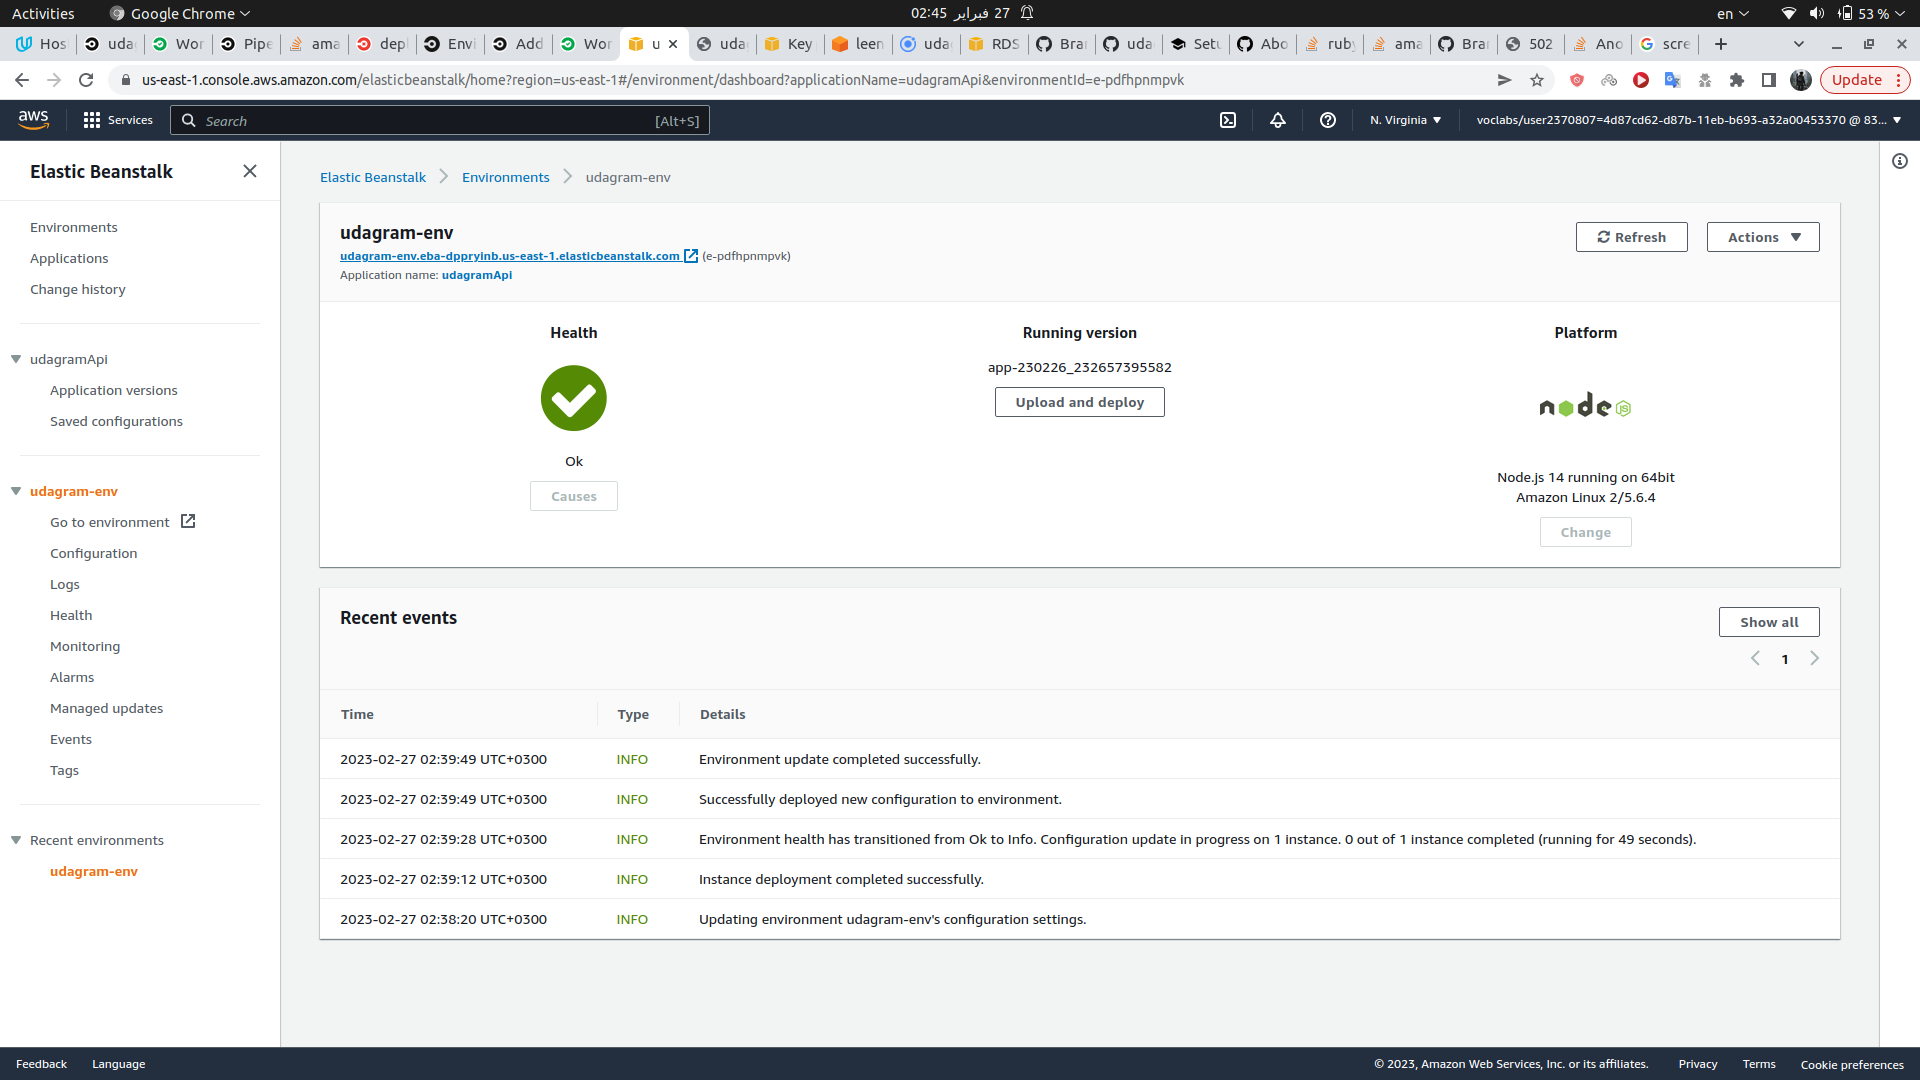 Activities
Google Chrome
02:45 27 فبراير
en
53 %
Hos
uda
Wor
Pipe
ama
dep
Envi
Add
Wor
u
uda
Key
leen
uda
RDS
Bra
uda
Setu
Abo
ruby
ama
Bra
502
Ano
scre
us-east-1.console.aws.amazon.com/elasticbeanstalk/home?region=us-east-1#/environment/dashboard?applicationName=udagramApi&environmentId=e-pdfhpnmpvk
Update
aws
Services
Search
[Alt+S]
N. Virginia
voclabs/user2370807=4d87cd62-d87b-11eb-b693-a32a00453370 @ 83...
Elastic Beanstalk
Environments
Applications
Change history
udagramApi
Application versions
Saved configurations
udagram-env
Go to environment
Configuration
Logs
Health
Monitoring
Alarms
Managed updates
Events
Tags
Recent environments
udagram-env
Elastic Beanstalk
Environments
udagram-env
udagram-env
udagram-env.eba-dppryinb.us-east-1.elasticbeanstalk.com (e-pdfhpnmpvk)
Application name: udagramApi
Refresh
Actions
Health
Ok
Causes
Running version
app-230226_232657395582
Upload and deploy
Platform
node JS
Node.js 14 running on 64bit
Amazon Linux 2/5.6.4
Change
Recent events
Show all
1
Time Type Details
2023-02-27 02:39:49 UTC+0300 INFO Environment update completed successfully.
2023-02-27 02:39:49 UTC+0300 INFO Successfully deployed new configuration to environment.
2023-02-27 02:39:28 UTC+0300 INFO Environment health has transitioned from Ok to Info. Configuration update in progress on 1 instance. 0 out of 1 instance completed (running for 49 seconds).
2023-02-27 02:39:12 UTC+0300 INFO Instance deployment completed successfully.
2023-02-27 02:38:20 UTC+0300 INFO Updating environment udagram-env's configuration settings.
Feedback
Language
© 2023, Amazon Web Services, Inc. or its affiliates.
Privacy
Terms
Cookie preferences